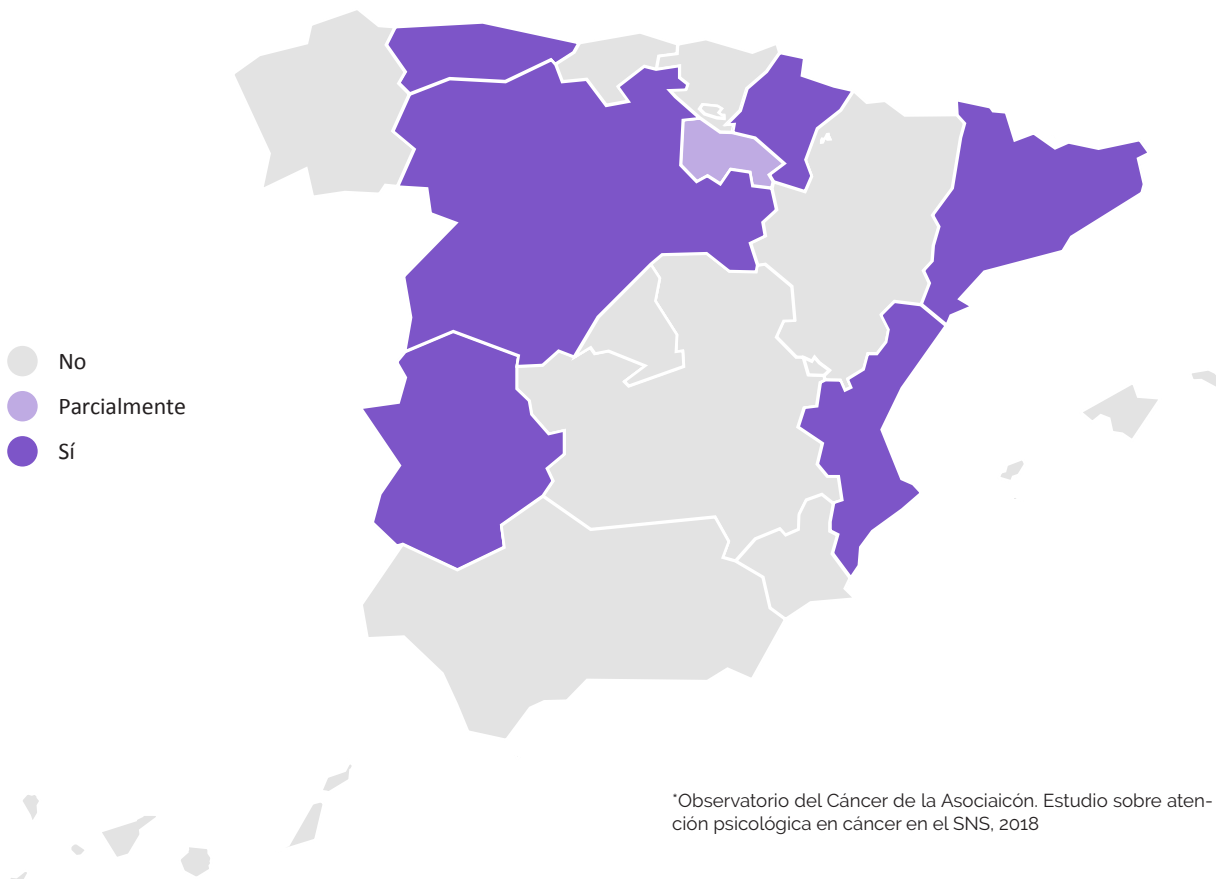 No
Parcialmente
Sí
*Observatorio del Cáncer de la Asociaicón. Estudio sobre aten-
ción psicológica en cáncer en el SNS, 2018